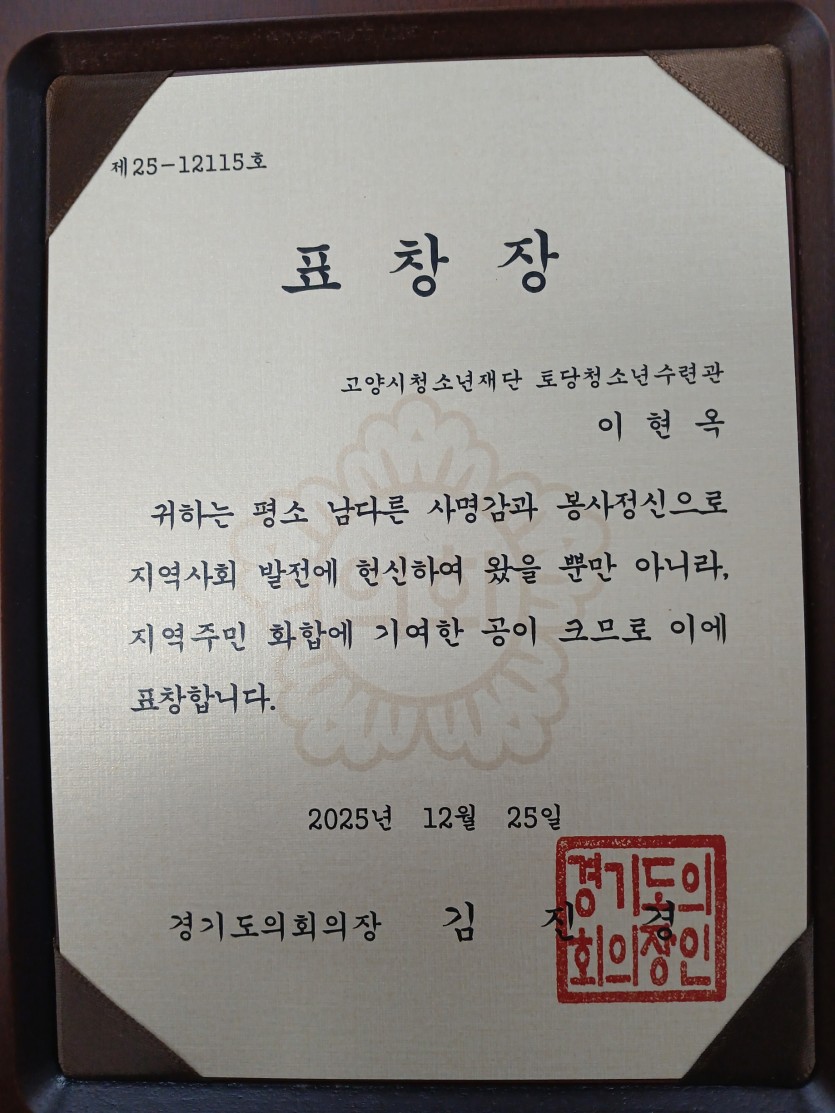 제25-12115호
표 창 장
고양시청소년재단 토당청소년수련관
이 현 옥
귀하는 평소 남다른 사명감과 봉사정신으로
지역사회 발전에 헌신하여 왔을 뿐만 아니라,
지역주민 화합에 기여한 공이 크므로 이에
표창합니다.
2025년 12월 25일
경기도의회의장 김 진 경
경기도의
회의장인
의회